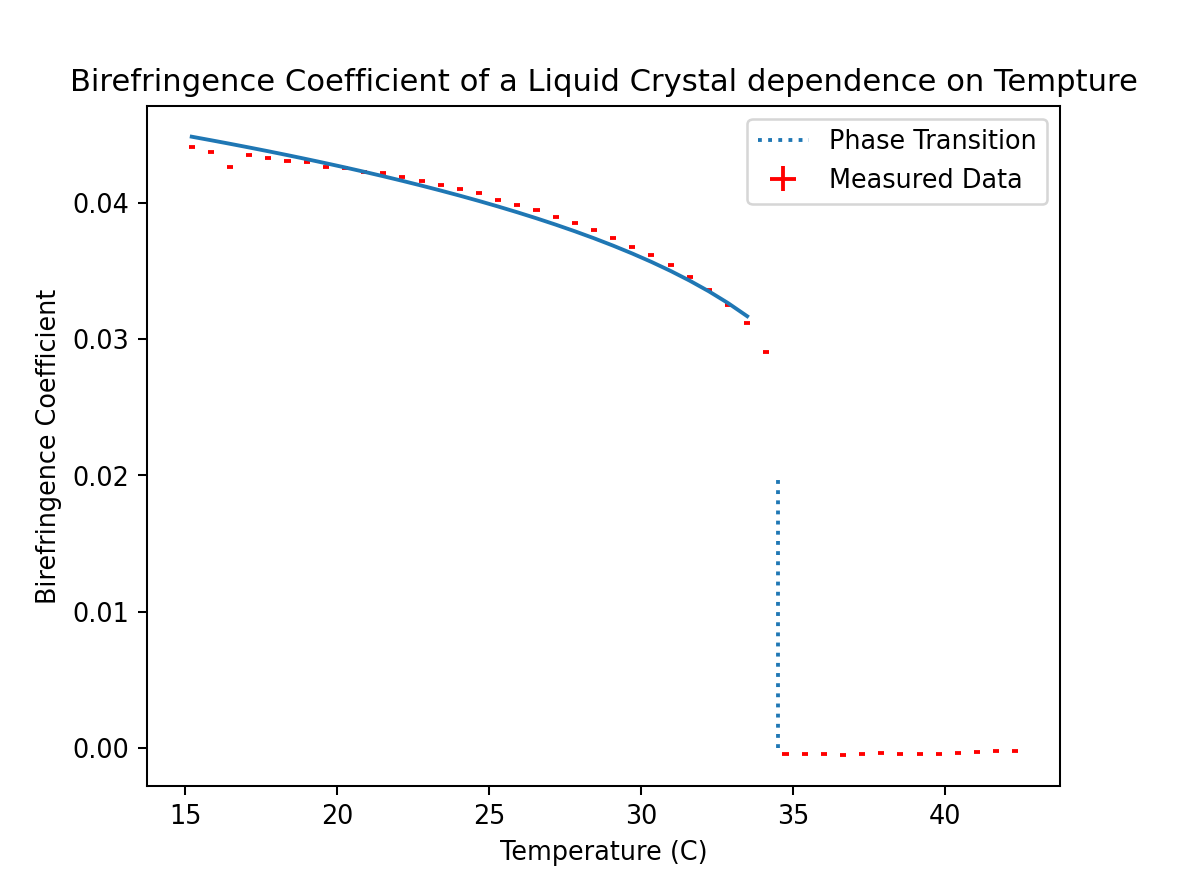 Birefringence Coefficient of a Liquid Crystal dependence on Tempture
Phase Transition
Measured Data
Birefringence Coefficient
0.04
0.03
0.02
0.01
0.00
15 20 25 30 35 40
Temperature (C)